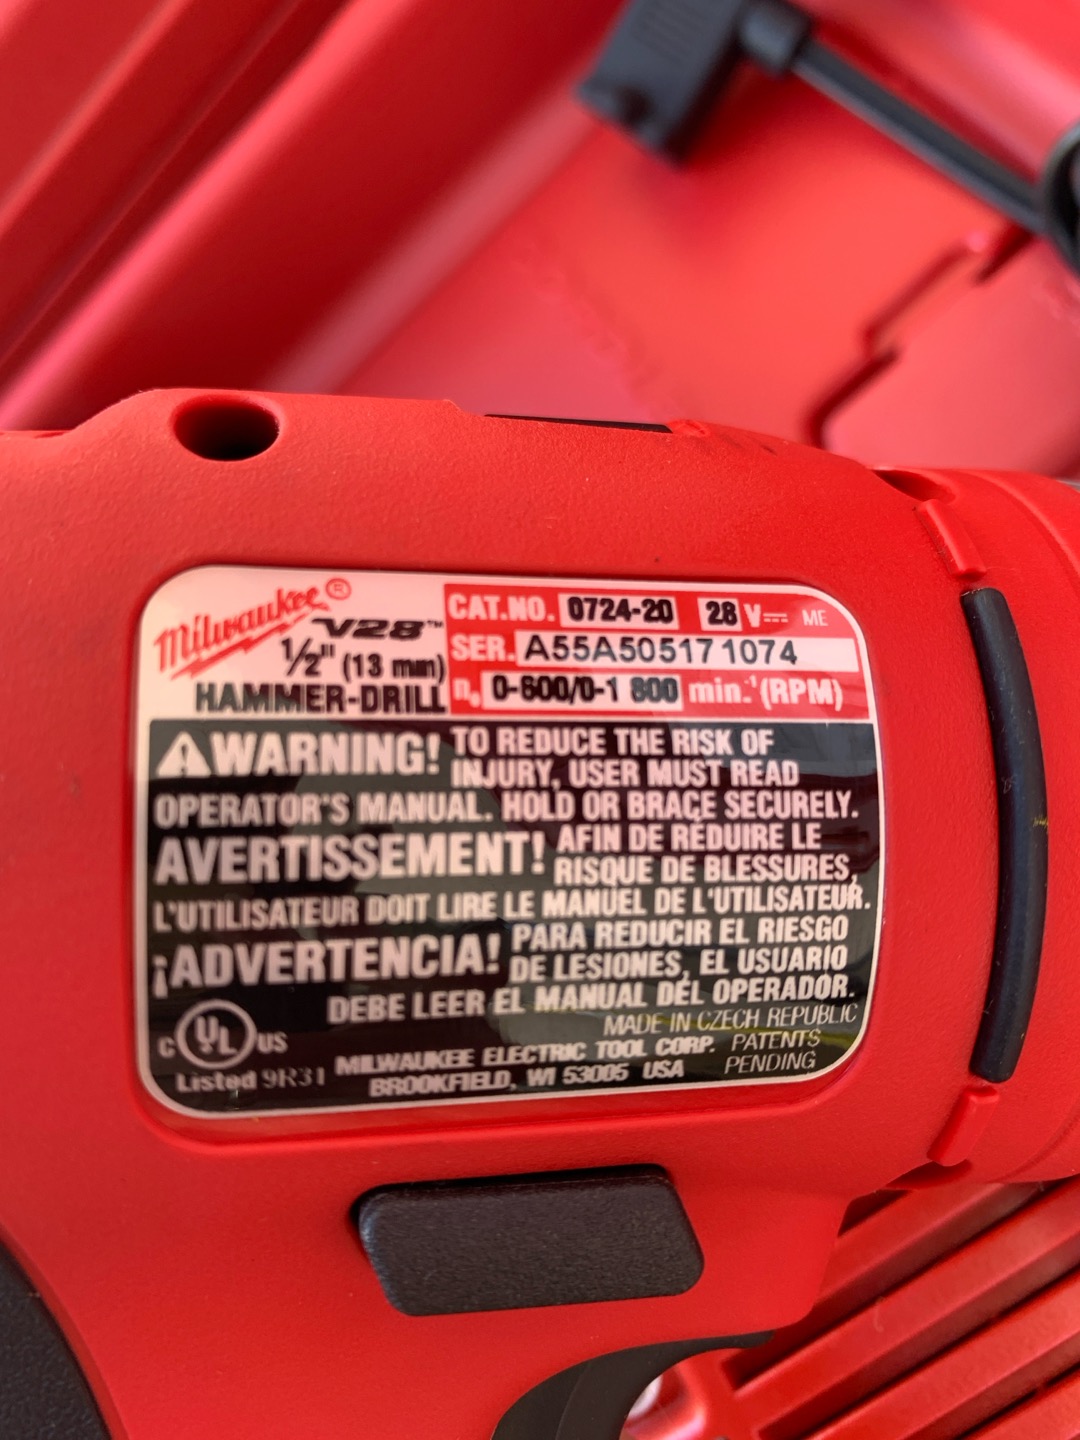 Milwaukee® V28™
1/2" (13 mm)
HAMMER-DRILL
CAT.NO. 0724-20 28 V⎓ ME
SER. A55A505171074
n₀ 0-600/0-1 800 min.⁻¹ (RPM)
⚠WARNING! TO REDUCE THE RISK OF
INJURY, USER MUST READ
OPERATOR'S MANUAL. HOLD OR BRACE SECURELY.
AVERTISSEMENT! AFIN DE RÉDUIRE LE
RISQUE DE BLESSURES,
L'UTILISATEUR DOIT LIRE LE MANUEL DE L'UTILISATEUR.
¡ADVERTENCIA! PARA REDUCIR EL RIESGO
DE LESIONES, EL USUARIO
DEBE LEER EL MANUAL DEL OPERADOR.
MADE IN CZECH REPUBLIC
C UL US
Listed 9R31
MILWAUKEE ELECTRIC TOOL CORP.
BROOKFIELD, WI 53005 USA
PATENTS
PENDING